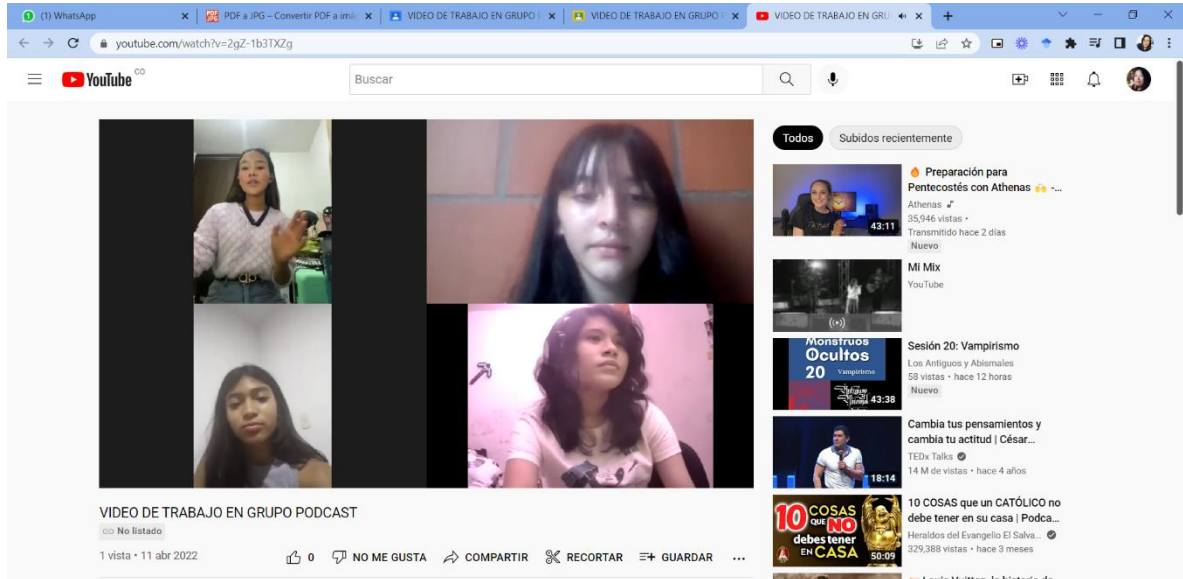 (1) WhatsApp
PDF a JPG – Convertir PDF a imá
VIDEO DE TRABAJO EN GRUPO P
VIDEO DE TRABAJO EN GRUPO P
VIDEO DE TRABAJO EN GRU
youtube.com/watch?v=2gZ-1b3TXZg
YouTube CO
Buscar
Todos
Subidos recientemente
🔥 Preparación para
Pentecostés con Athenas 🙌 -...
Athenas
35,946 vistas •
Transmitido hace 2 días
Nuevo
43:11
Mi Mix
YouTube
Monstruos
Ocultos
20 Vampirismo
43:38
Sesión 20: Vampirismo
Los Antiguos y Abismales
58 vistas • hace 12 horas
Nuevo
Cambia tus pensamientos y
cambia tu actitud | César...
TEDx Talks
14 M de vistas • hace 4 años
18:14
10 COSAS
QUE NO
debes tener
EN CASA
50:09
10 COSAS que un CATÓLICO no
debe tener en su casa | Podca...
Heraldos del Evangelio El Salva...
329,388 vistas • hace 3 meses
VIDEO DE TRABAJO EN GRUPO PODCAST
No listado
1 vista • 11 abr 2022
0
NO ME GUSTA
COMPARTIR
RECORTAR
GUARDAR
...